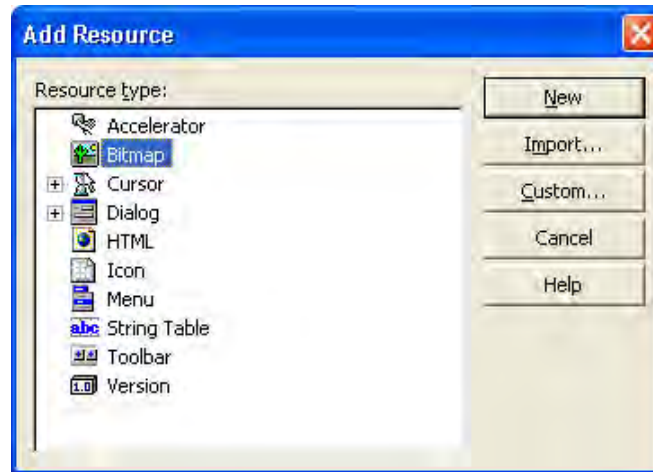 Add Resource
Resource type:
Accelerator
Bitmap
Cursor
Dialog
HTML
Icon
Menu
abc String Table
Toolbar
1.0 Version
New
Import...
Custom...
Cancel
Help